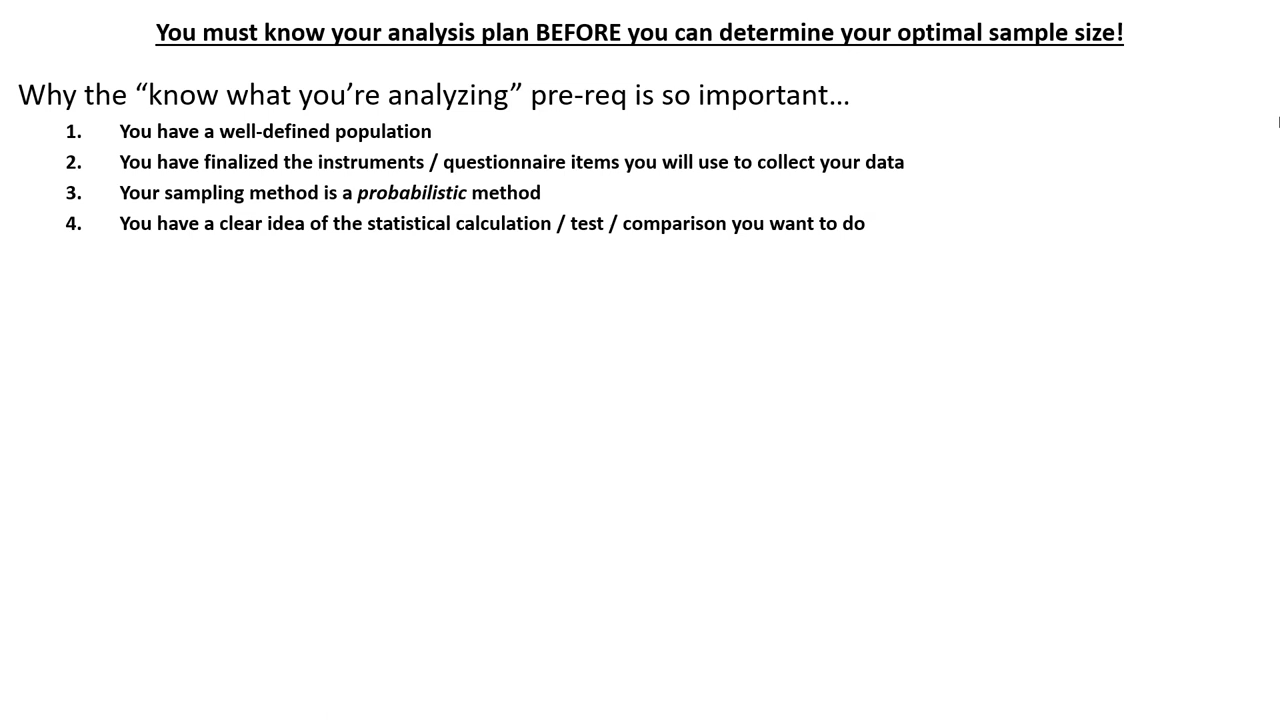 You must know your analysis plan BEFORE you can determine your optimal sample size!
Why the “know what you’re analyzing” pre-req is so important…
1. You have a well-defined population
2. You have finalized the instruments / questionnaire items you will use to collect your data
3. Your sampling method is a probabilistic method
4. You have a clear idea of the statistical calculation / test / comparison you want to do